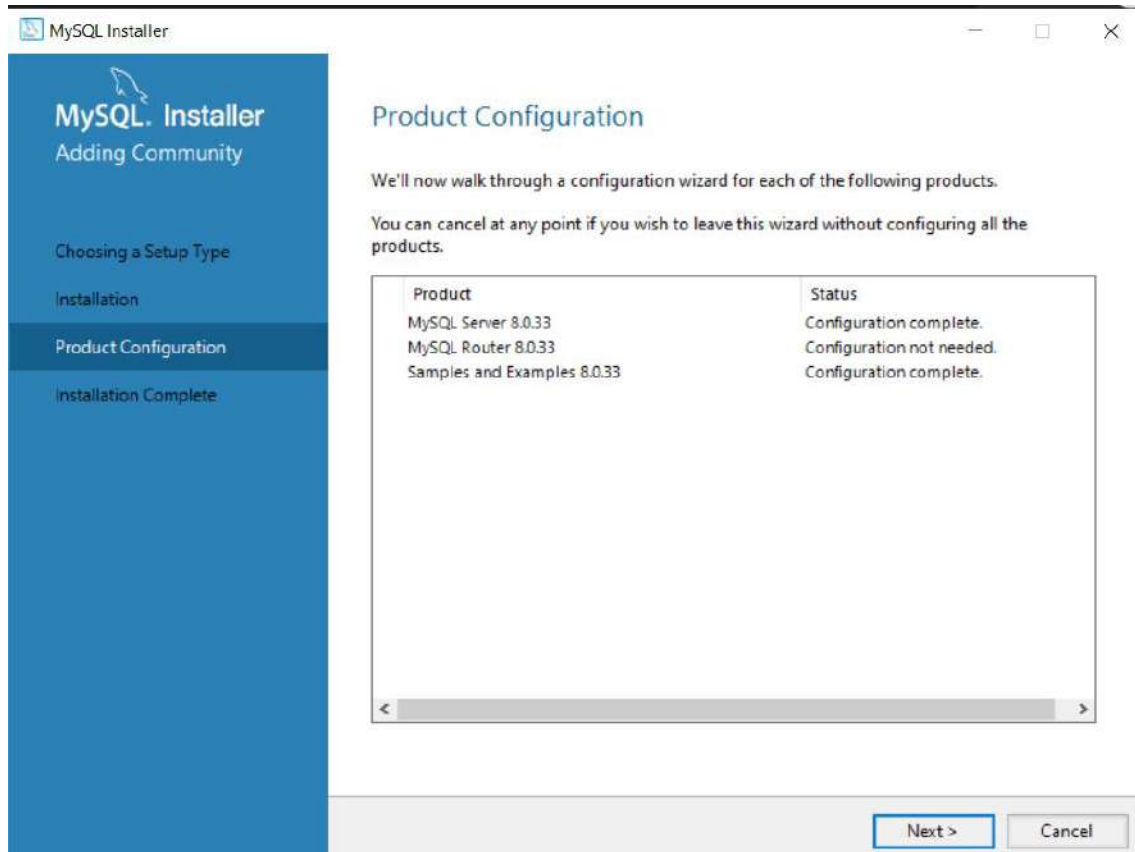 MySQL Installer
MySQL. Installer
Adding Community
Choosing a Setup Type
Installation
Product Configuration
Installation Complete
Product Configuration
We'll now walk through a configuration wizard for each of the following products.
You can cancel at any point if you wish to leave this wizard without configuring all the
products.
Product Status
MySQL Server 8.0.33 Configuration complete.
MySQL Router 8.0.33 Configuration not needed.
Samples and Examples 8.0.33 Configuration complete.
Next > Cancel